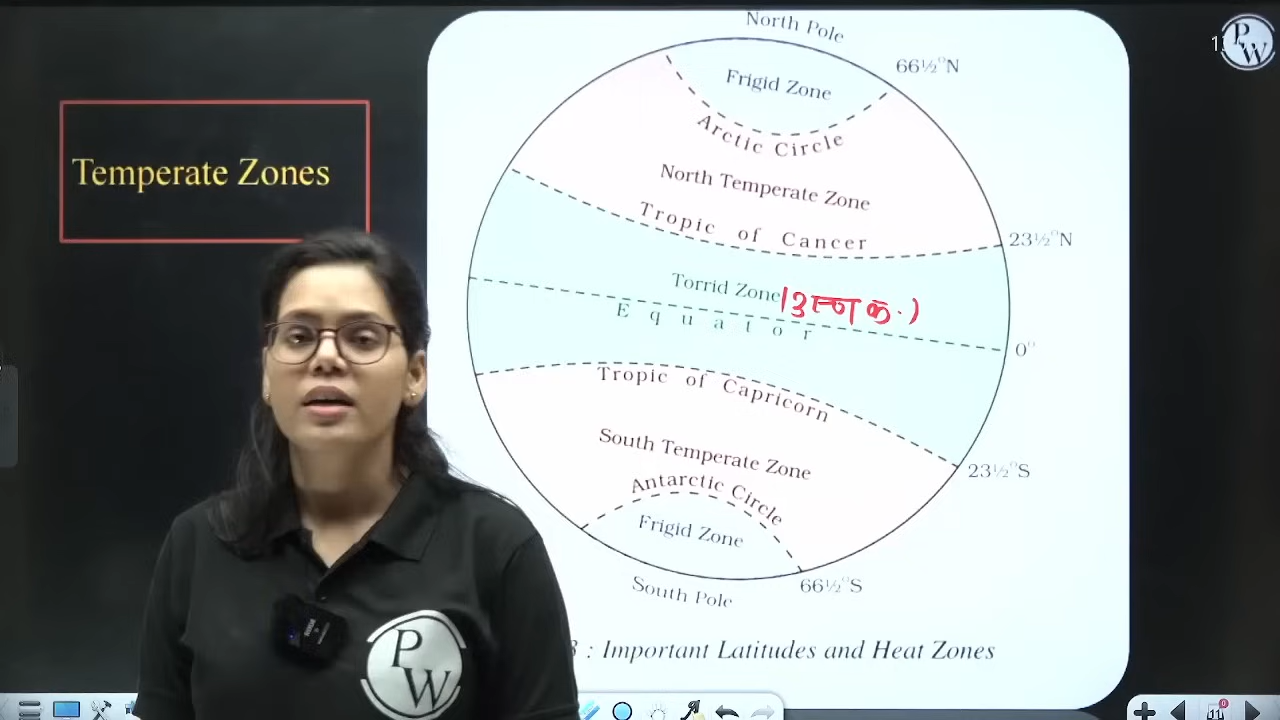 Temperate Zones
North Pole
66½°N
Frigid Zone
Arctic Circle
North Temperate Zone
Tropic of Cancer
23½°N
Torrid Zone
Equator
0°
Tropic of Capricorn
South Temperate Zone
23½°S
Antarctic Circle
Frigid Zone
66½°S
South Pole
: Important Latitudes and Heat Zones
PW
PW